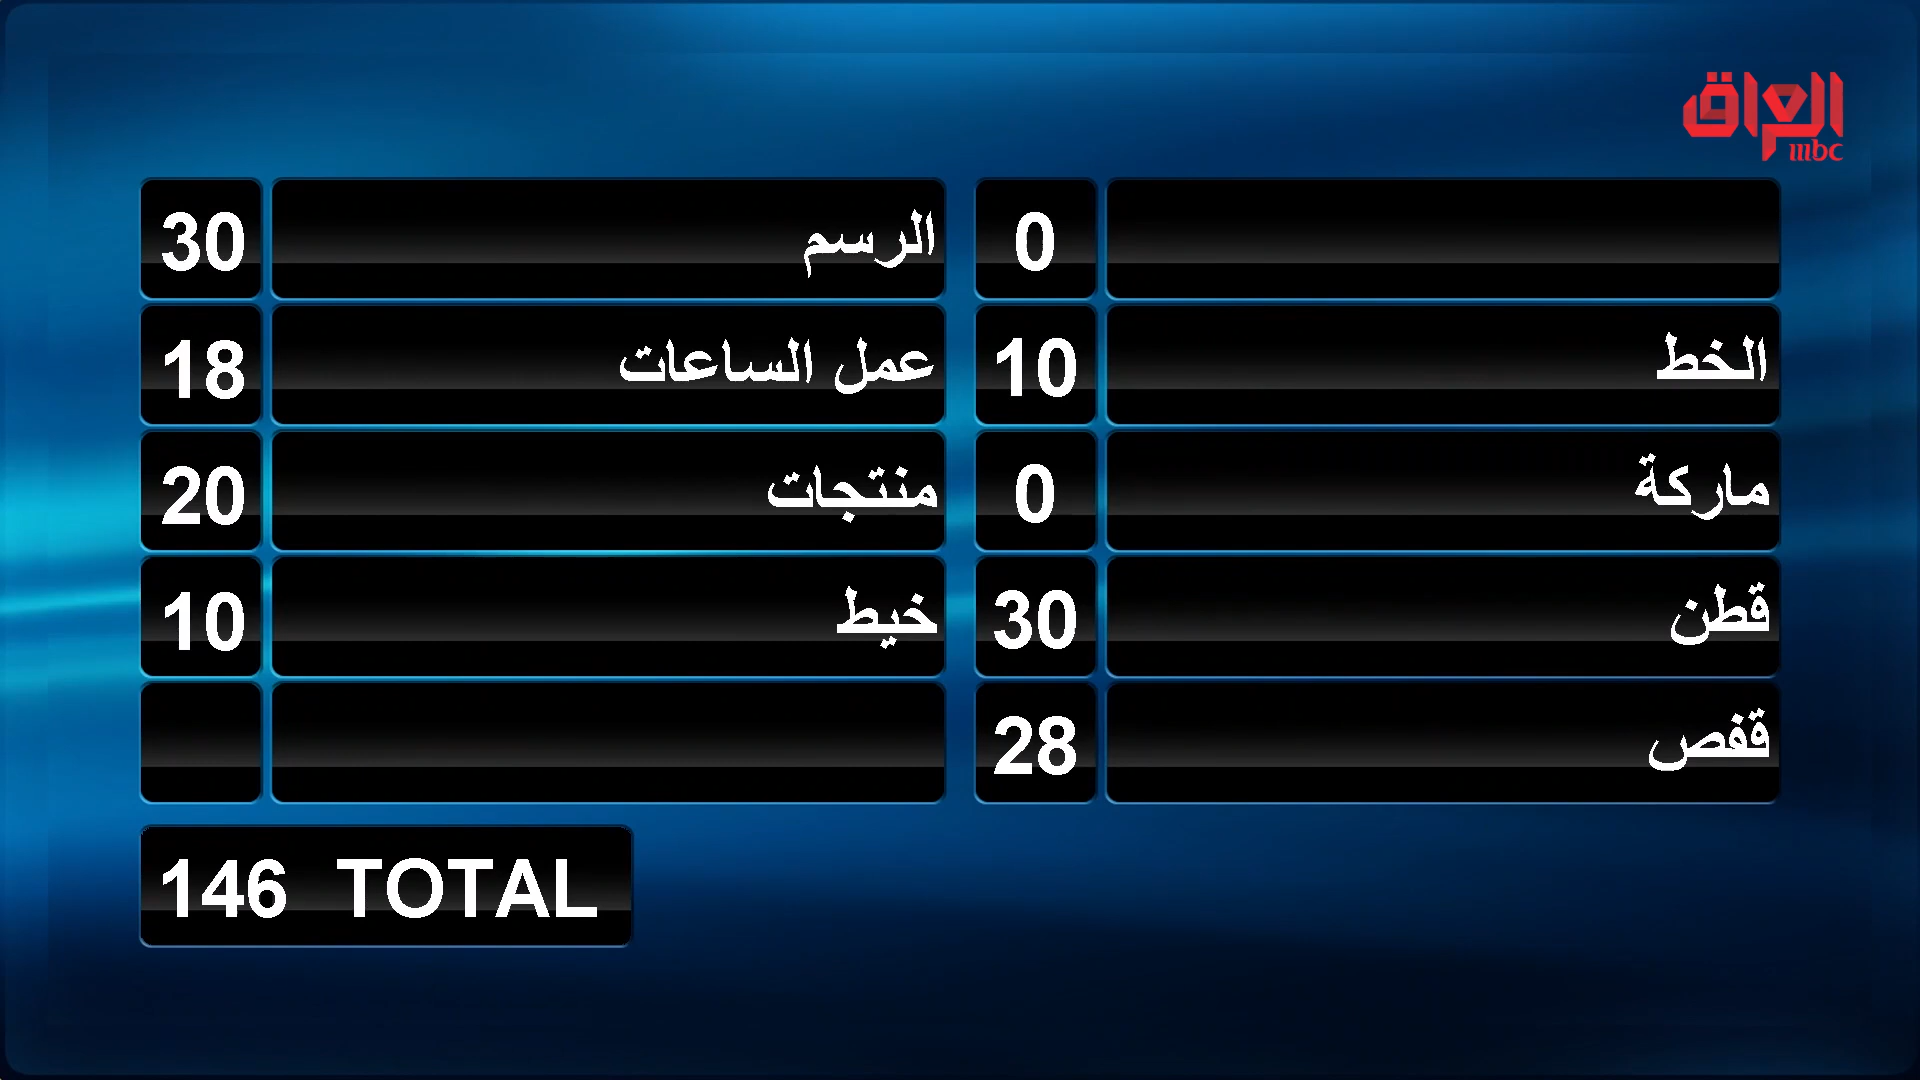 العراق
mbc
0
الخط 10
ماركة 0
قطن 30
قفص 28
الرسم 30
عمل الساعات 18
منتجات 20
خيط 10
146 TOTAL